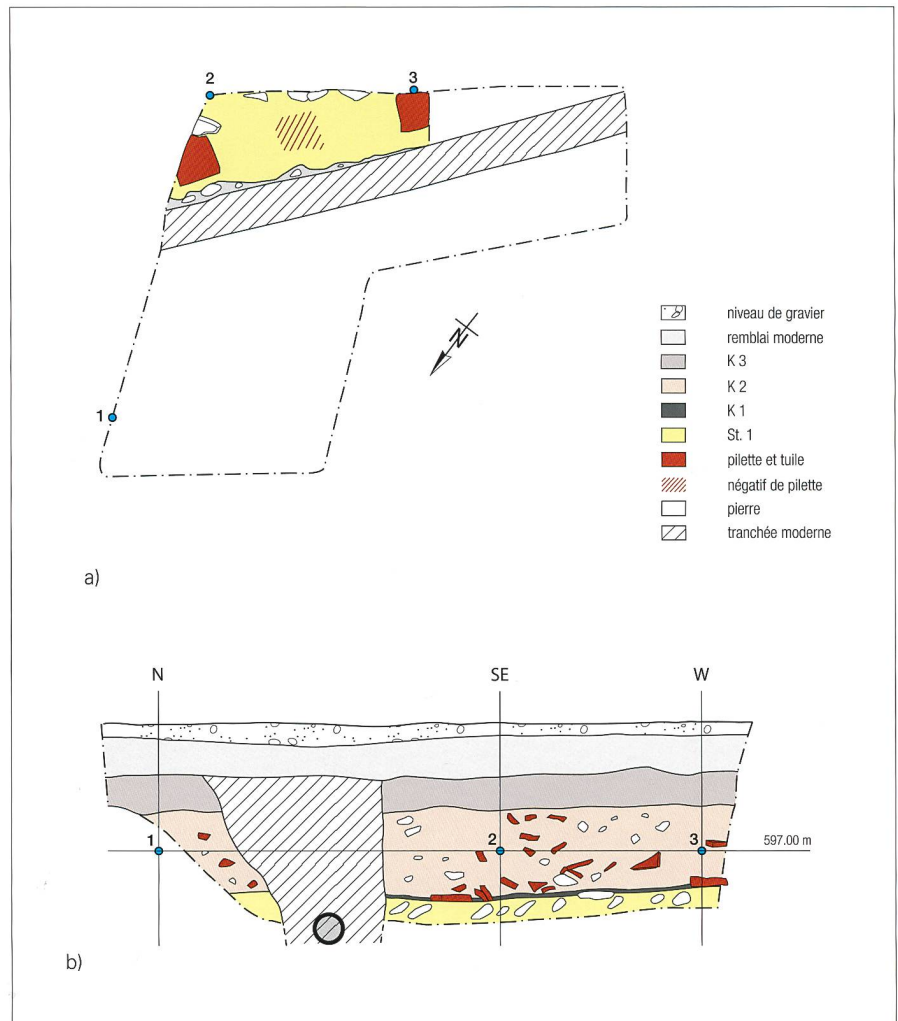 2
3
1
N
niveau de gravier
remblai moderne
K 3
K 2
K 1
St. 1
pilette et tuile
négatif de pilette
pierre
tranchée moderne
a)
N SE W
1 2 3 597.00 m
b)